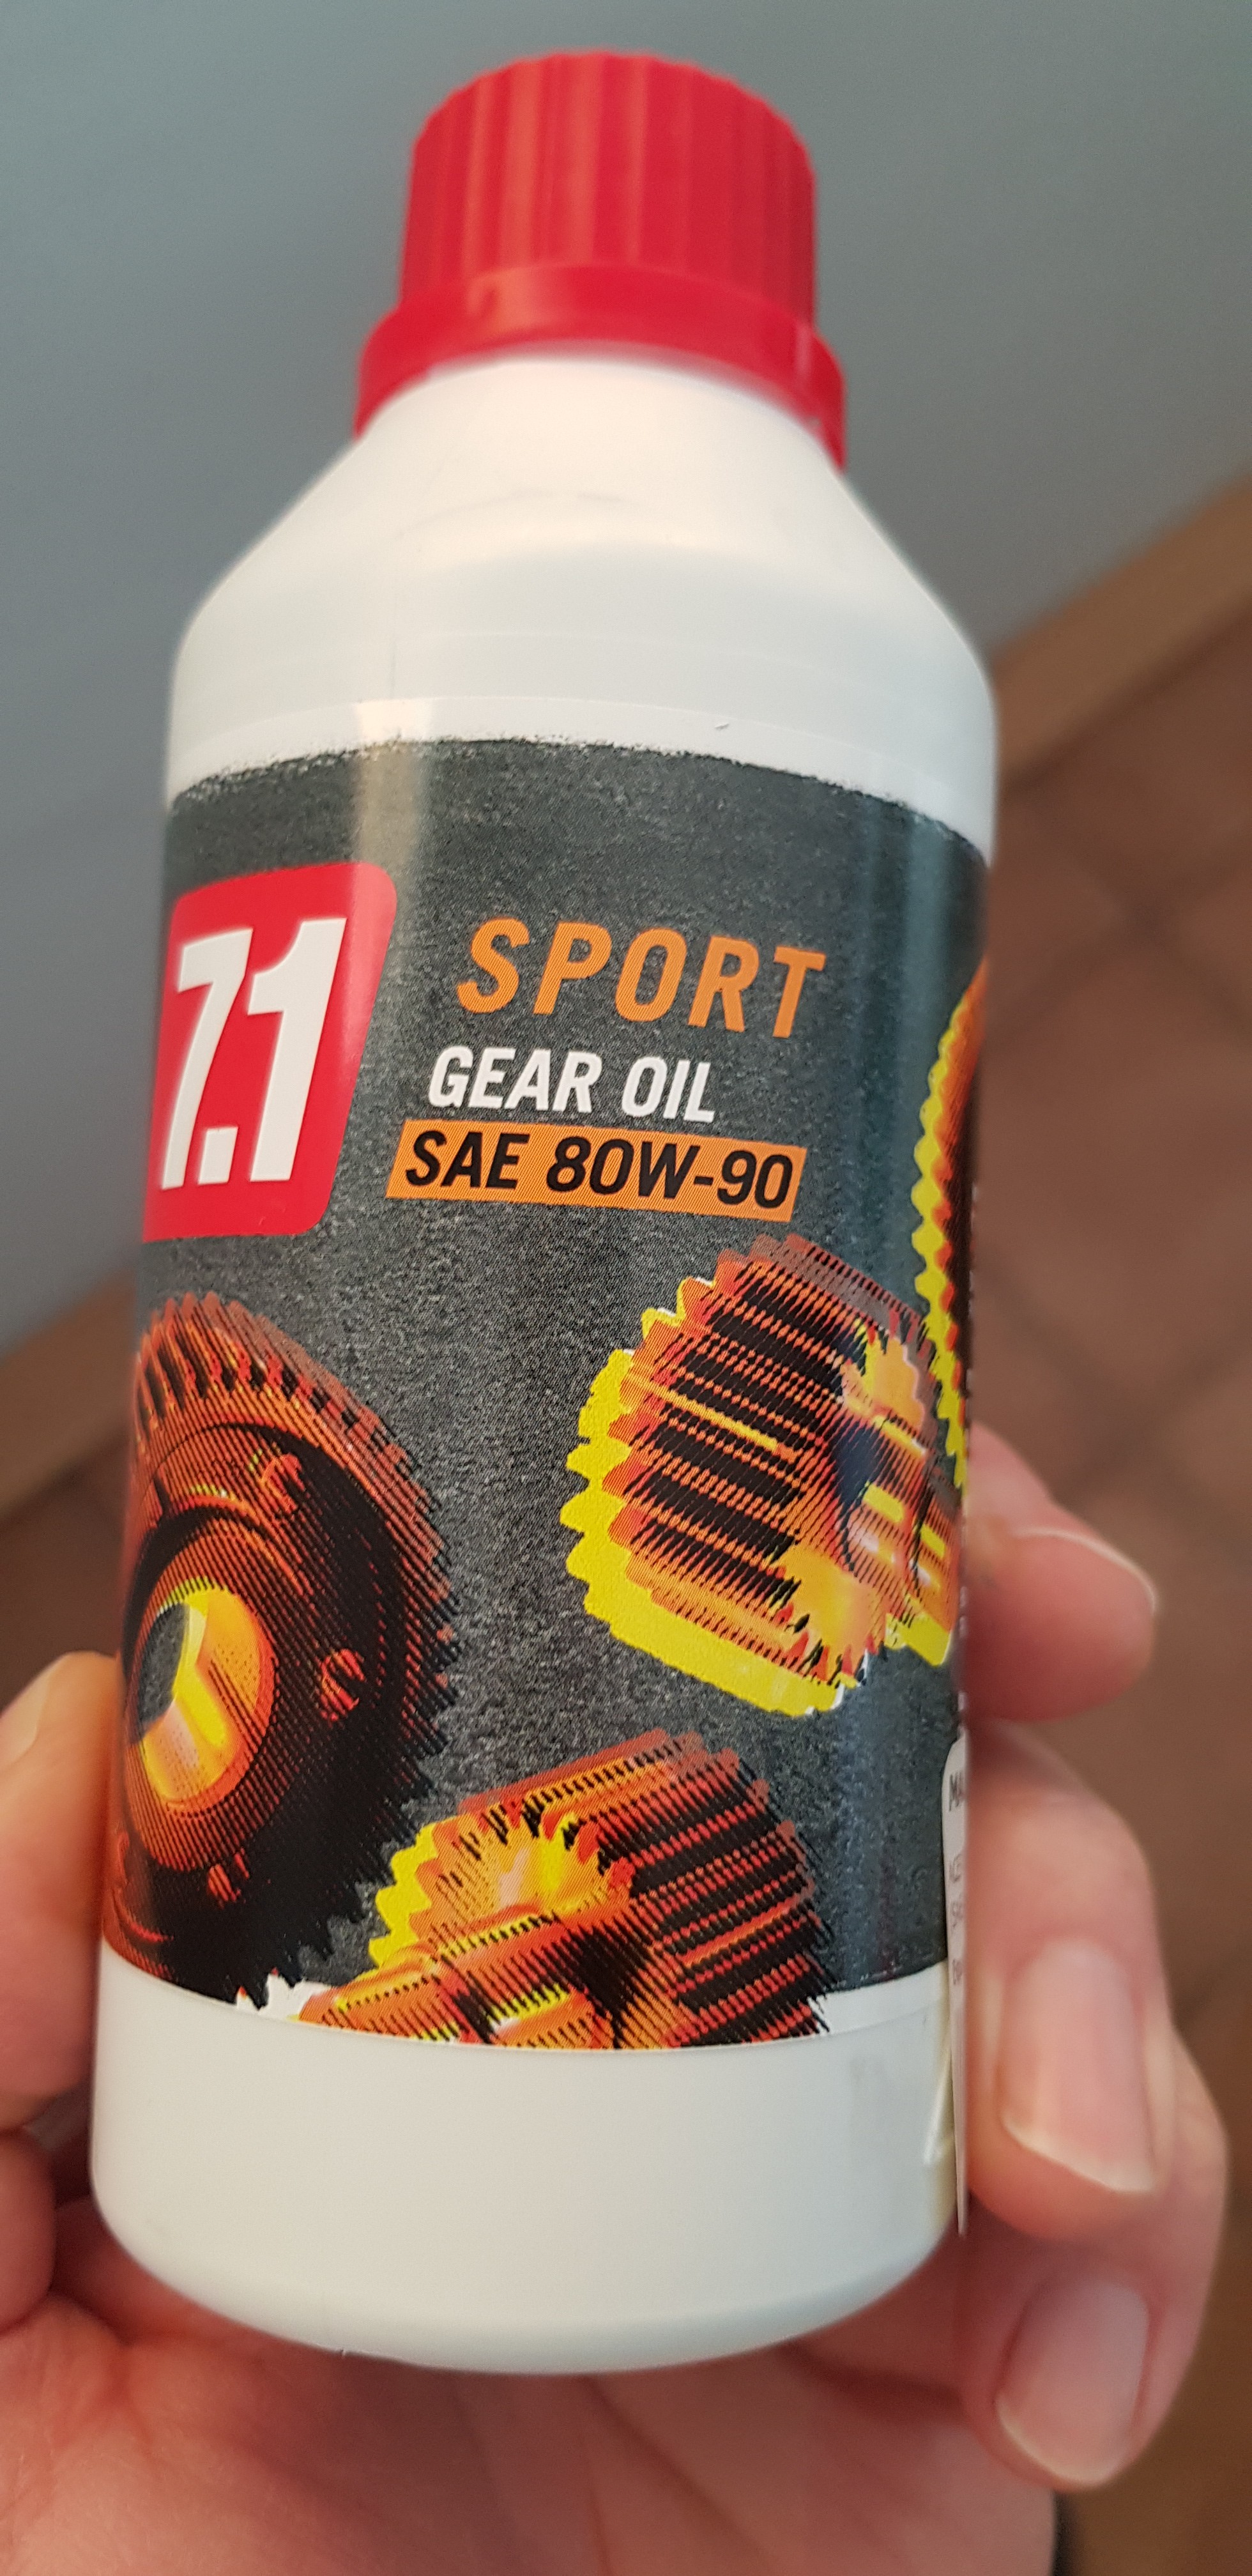 7.1
SPORT
GEAR OIL
SAE 80W-90